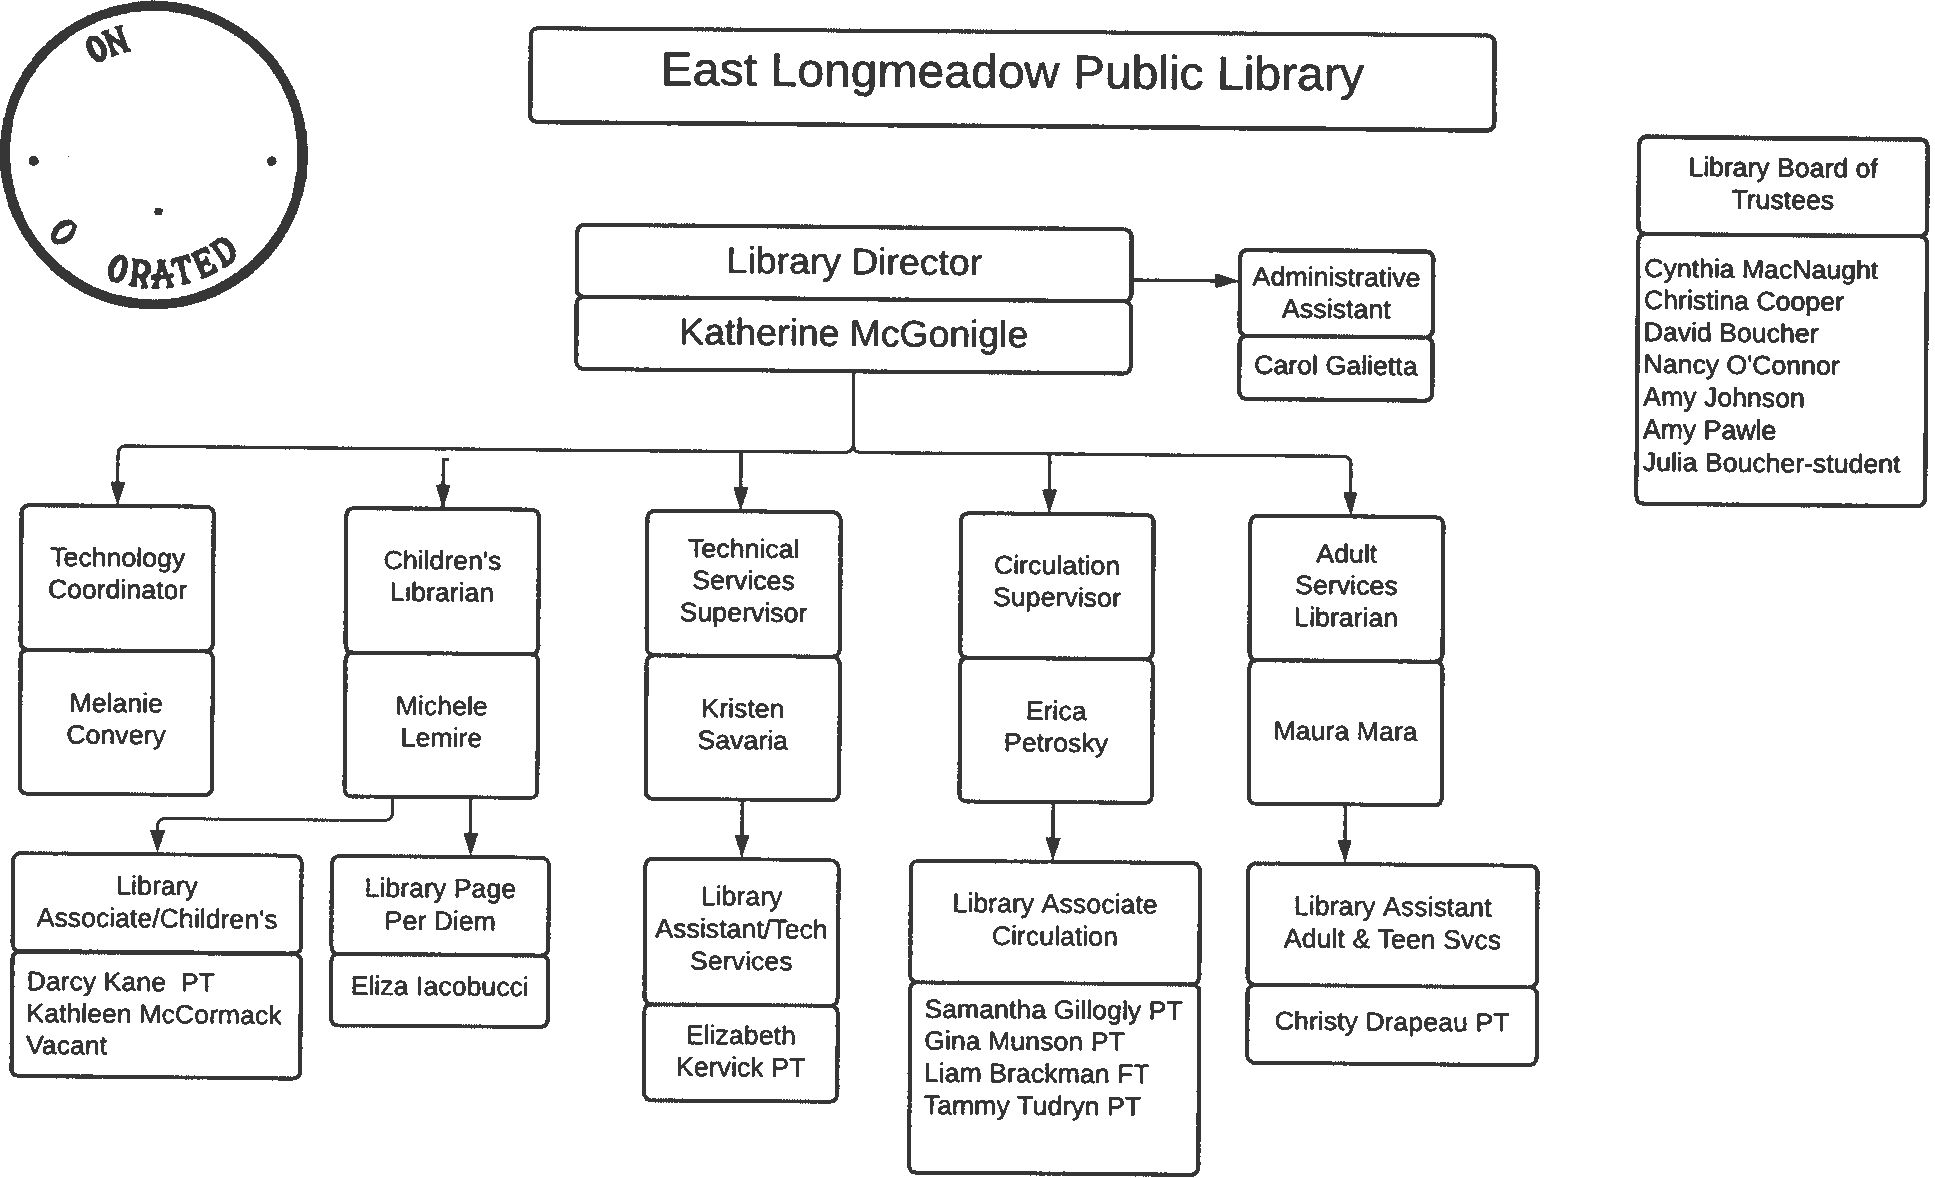 ON
O ORATED
East Longmeadow Public Library
Library Board of
Trustees
Cynthia MacNaught
Christina Cooper
David Boucher
Nancy O'Connor
Amy Johnson
Amy Pawle
Julia Boucher-student
Library Director
Katherine McGonigle
Administrative
Assistant
Carol Galietta
Technology
Coordinator
Melanie
Convery
Children's
Librarian
Michele
Lemire
Technical
Services
Supervisor
Kristen
Savaria
Circulation
Supervisor
Erica
Petrosky
Adult
Services
Librarian
Maura Mara
Library
Associate/Children's
Darcy Kane PT
Kathleen McCormack
Vacant
Library Page
Per Diem
Eliza Iacobucci
Library
Assistant/Tech
Services
Elizabeth
Kervick PT
Library Associate
Circulation
Samantha Gillogly PT
Gina Munson PT
Liam Brackman FT
Tammy Tudryn PT
Library Assistant
Adult & Teen Svcs
Christy Drapeau PT